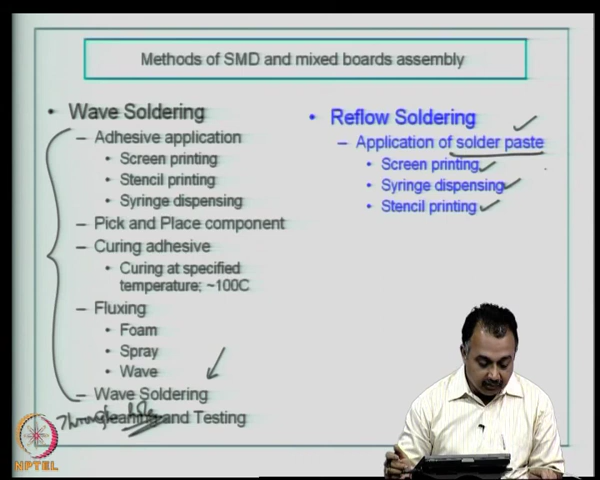 Methods of SMD and mixed boards assembly
• Wave Soldering
– Adhesive application
• Screen printing
• Stencil printing
• Syringe dispensing
– Pick and Place component
– Curing adhesive
• Curing at specified
temperature; ~100C
– Fluxing
• Foam
• Spray
• Wave
– Wave Soldering
Through hole
and Testing
• Reflow Soldering
– Application of solder paste
• Screen printing
• Syringe dispensing
• Stencil printing
NPTEL